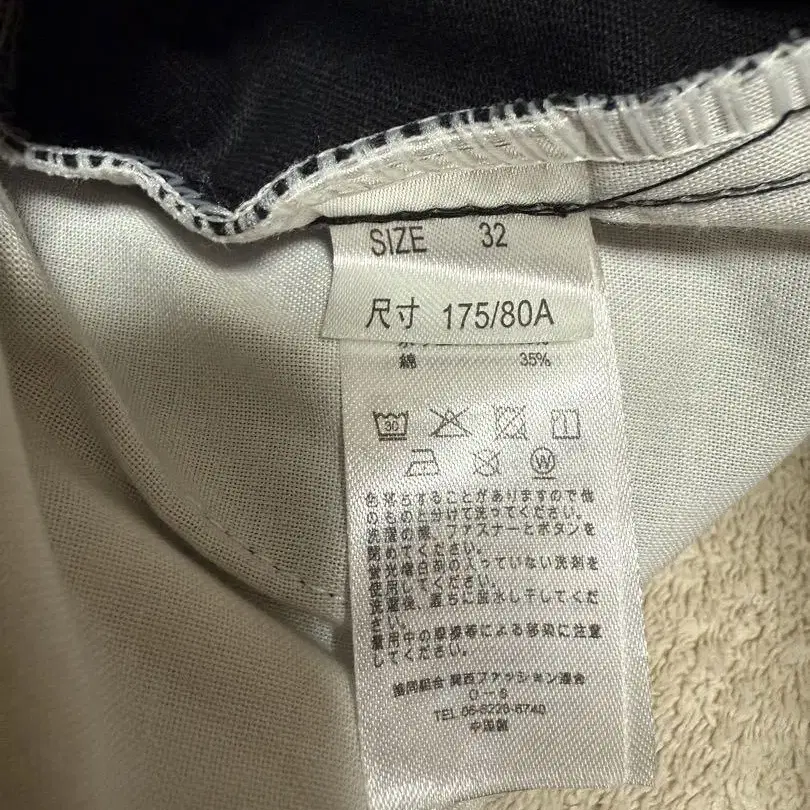 SIZE 32
尺寸 175/80A
綿 35%
30
W
色落ちすることがありますので他
のものと分けて洗ってください。
洗濯の際、ファスナーとボタンを
閉めてください。
蛍光増白剤の入っていない洗剤を
使用してください。
洗濯後、直ちに脱水し干してくだ
さい。
着用中の摩擦等による移染に注意
してください。
協同組合 関西ファッション連合
O-6
TEL 06-6228-6740
中国製